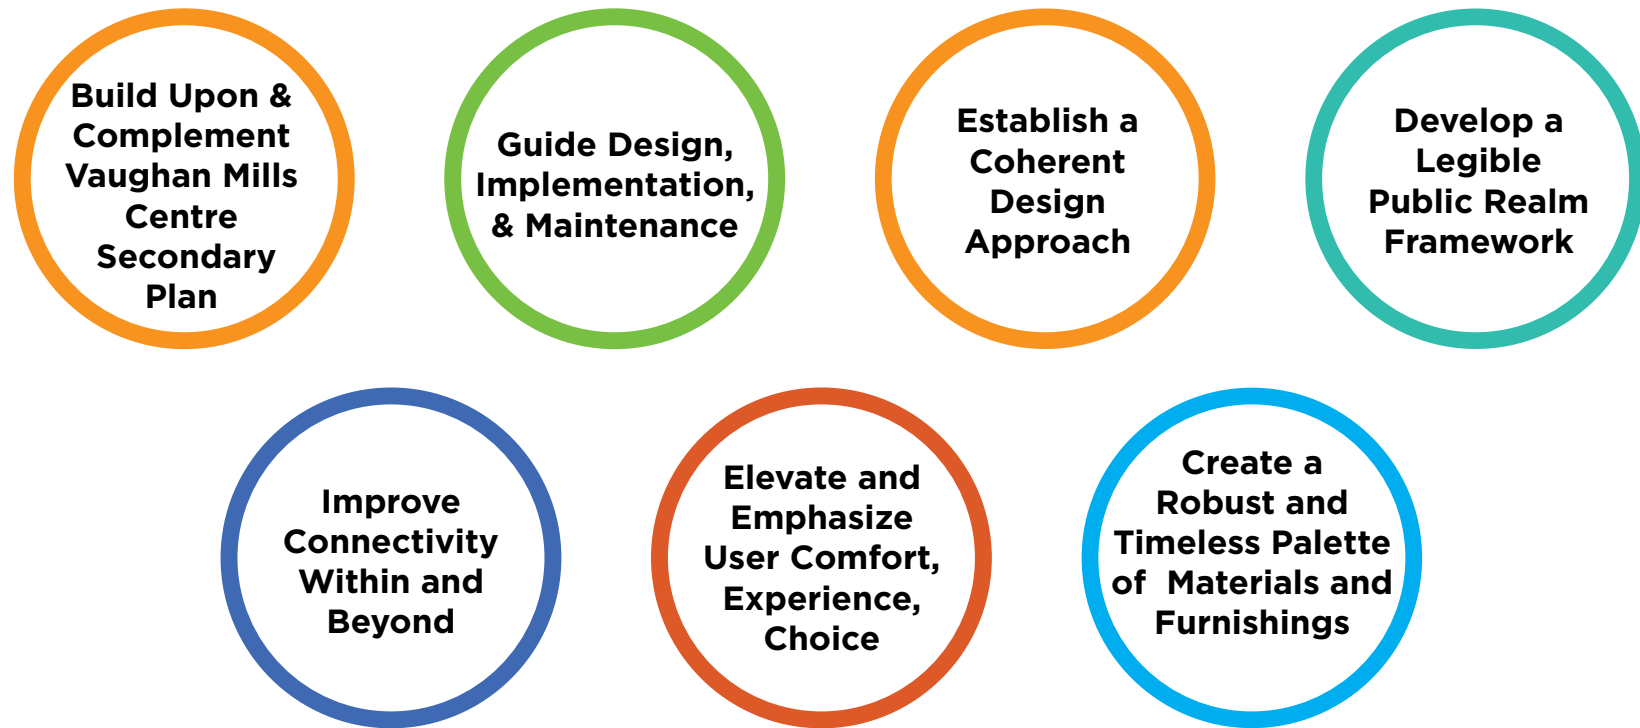 Build Upon &
Complement
Vaughan Mills
Centre
Secondary
Plan
Guide Design,
Implementation,
& Maintenance
Establish a
Coherent
Design
Approach
Develop a
Legible
Public Realm
Framework
Improve
Connectivity
Within and
Beyond
Elevate and
Emphasize
User Comfort,
Experience,
Choice
Create a
Robust and
Timeless Palette
of  Materials and
Furnishings